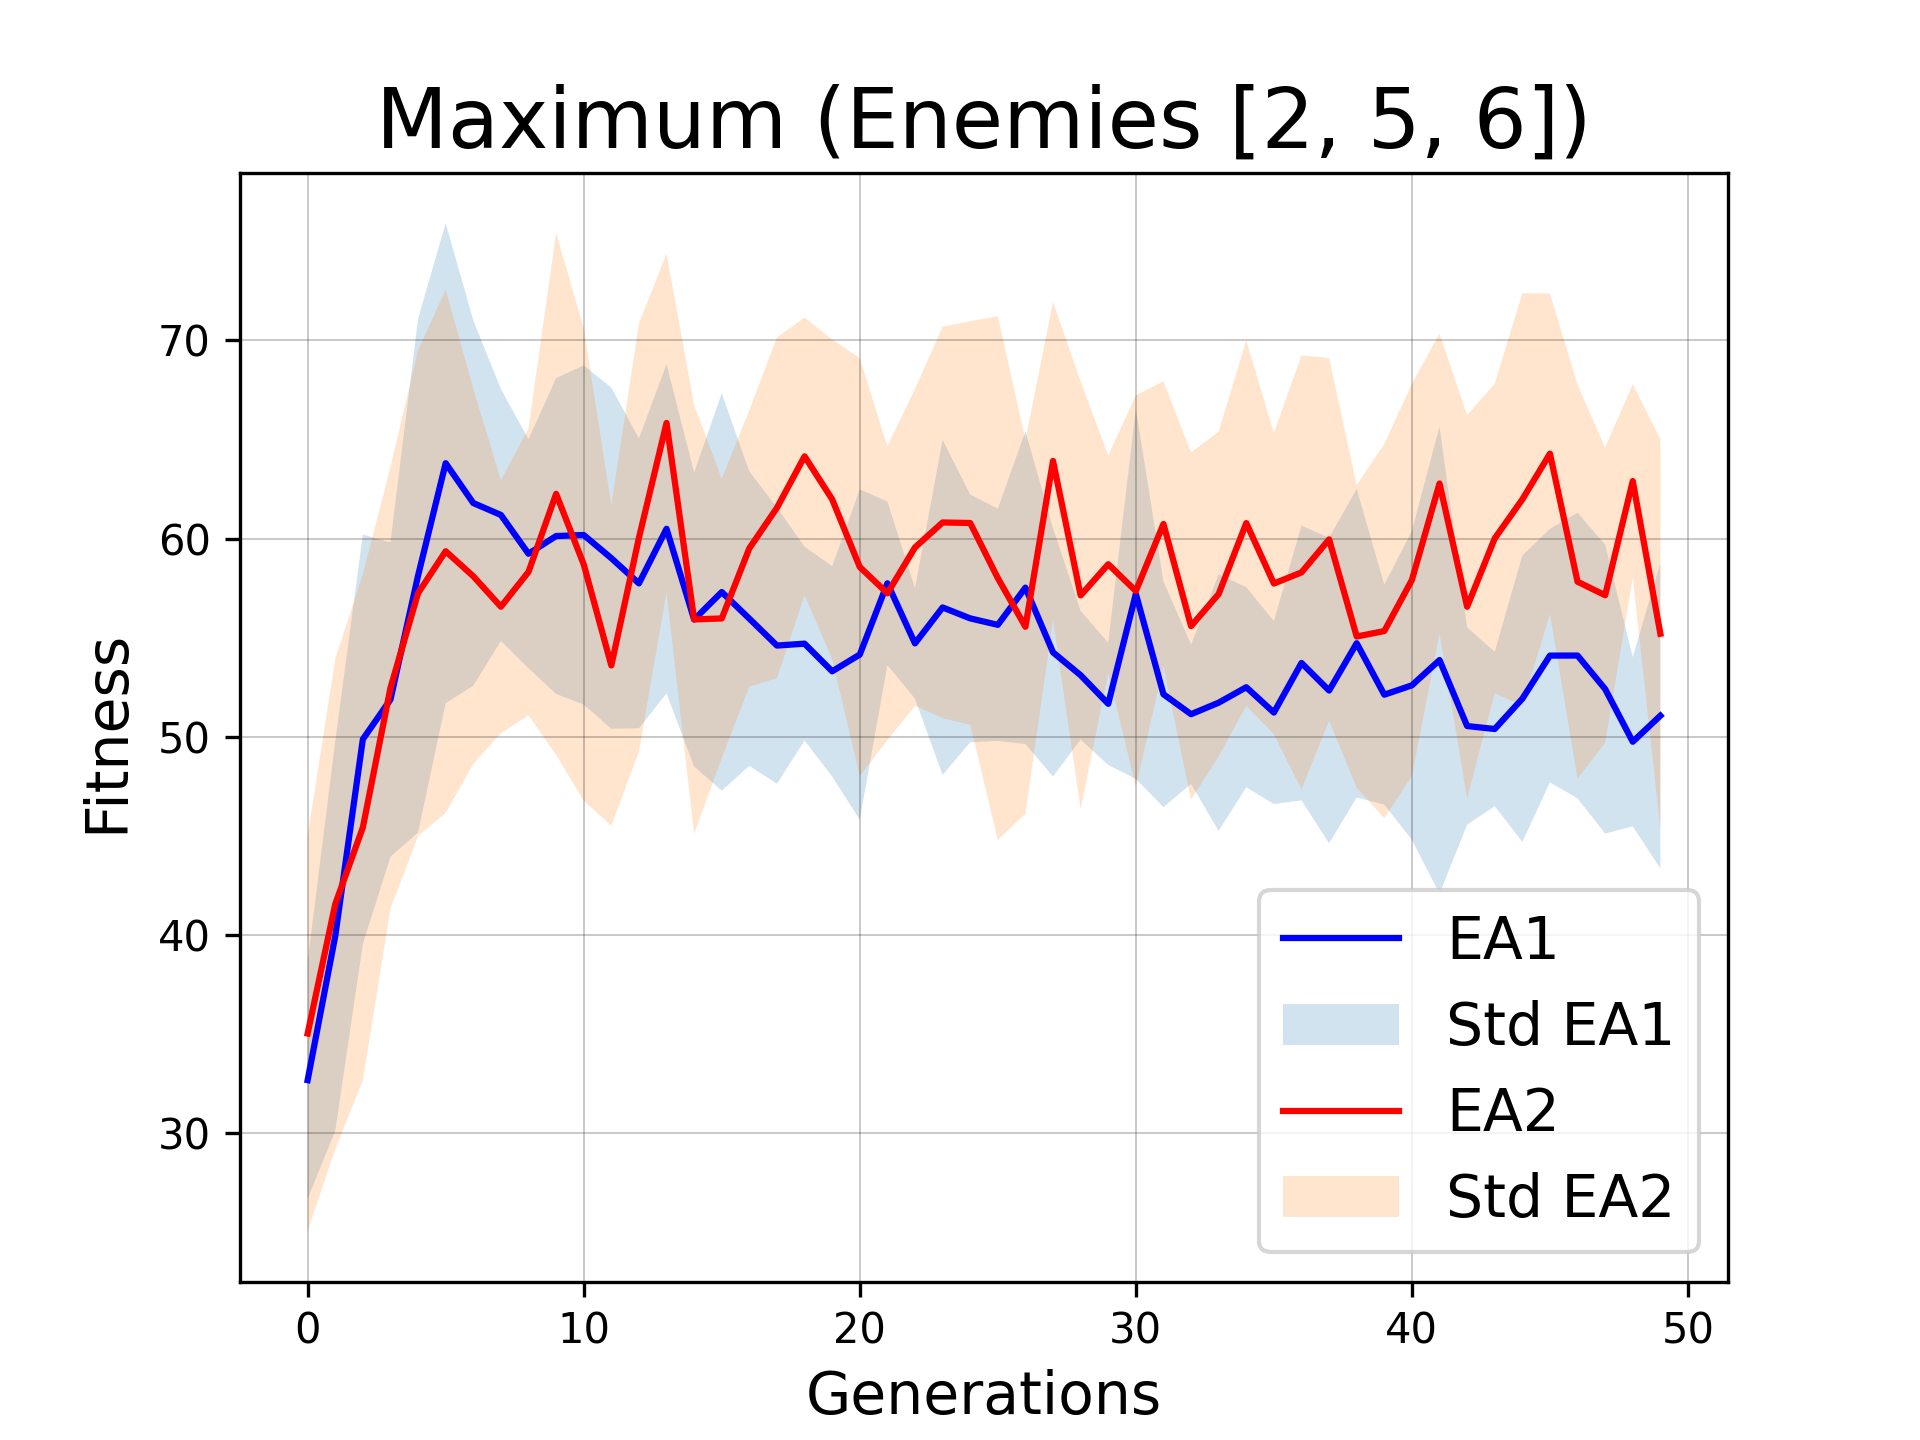 Maximum (Enemies [2, 5, 6])
Fitness
70
60
50
40
30
EA1
Std EA1
EA2
Std EA2
0 10 20 30 40 50
Generations